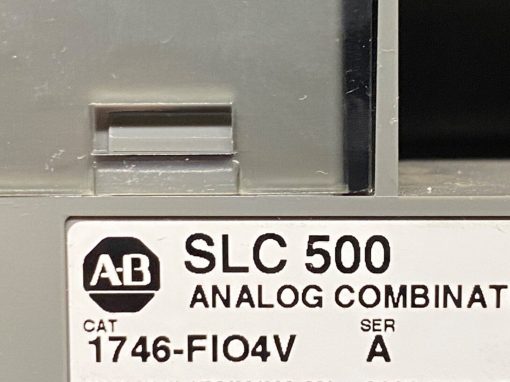 A-B
SLC 500
ANALOG COMBINAT
CAT
SER
1746-FIO4V
A